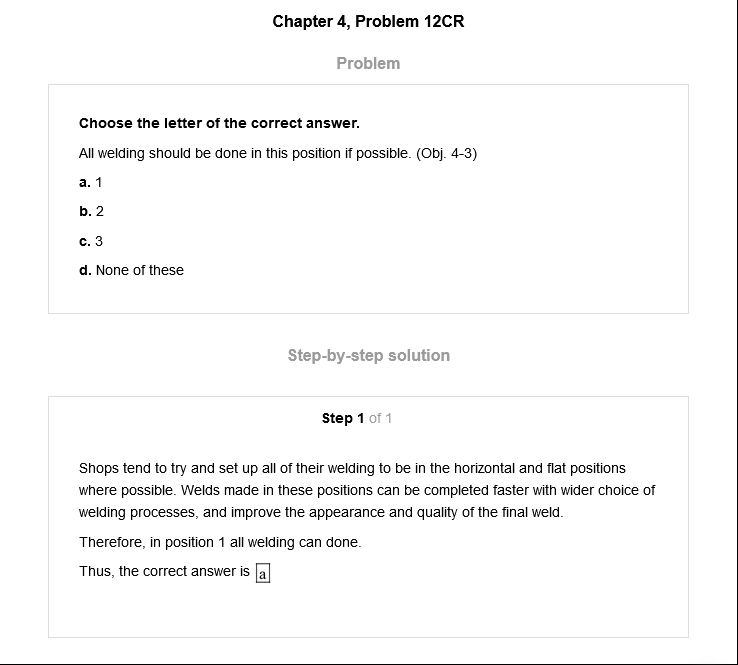 Chapter 4, Problem 12CR
Problem
Choose the letter of the correct answer.
All welding should be done in this position if possible. (Obj. 4-3)
a. 1
b. 2
c. 3
d. None of these
Step-by-step solution
Step 1 of 1
Shops tend to try and set up all of their welding to be in the horizontal and flat positions
where possible. Welds made in these positions can be completed faster with wider choice of
welding processes, and improve the appearance and quality of the final weld.
Therefore, in position 1 all welding can done.
Thus, the correct answer is a